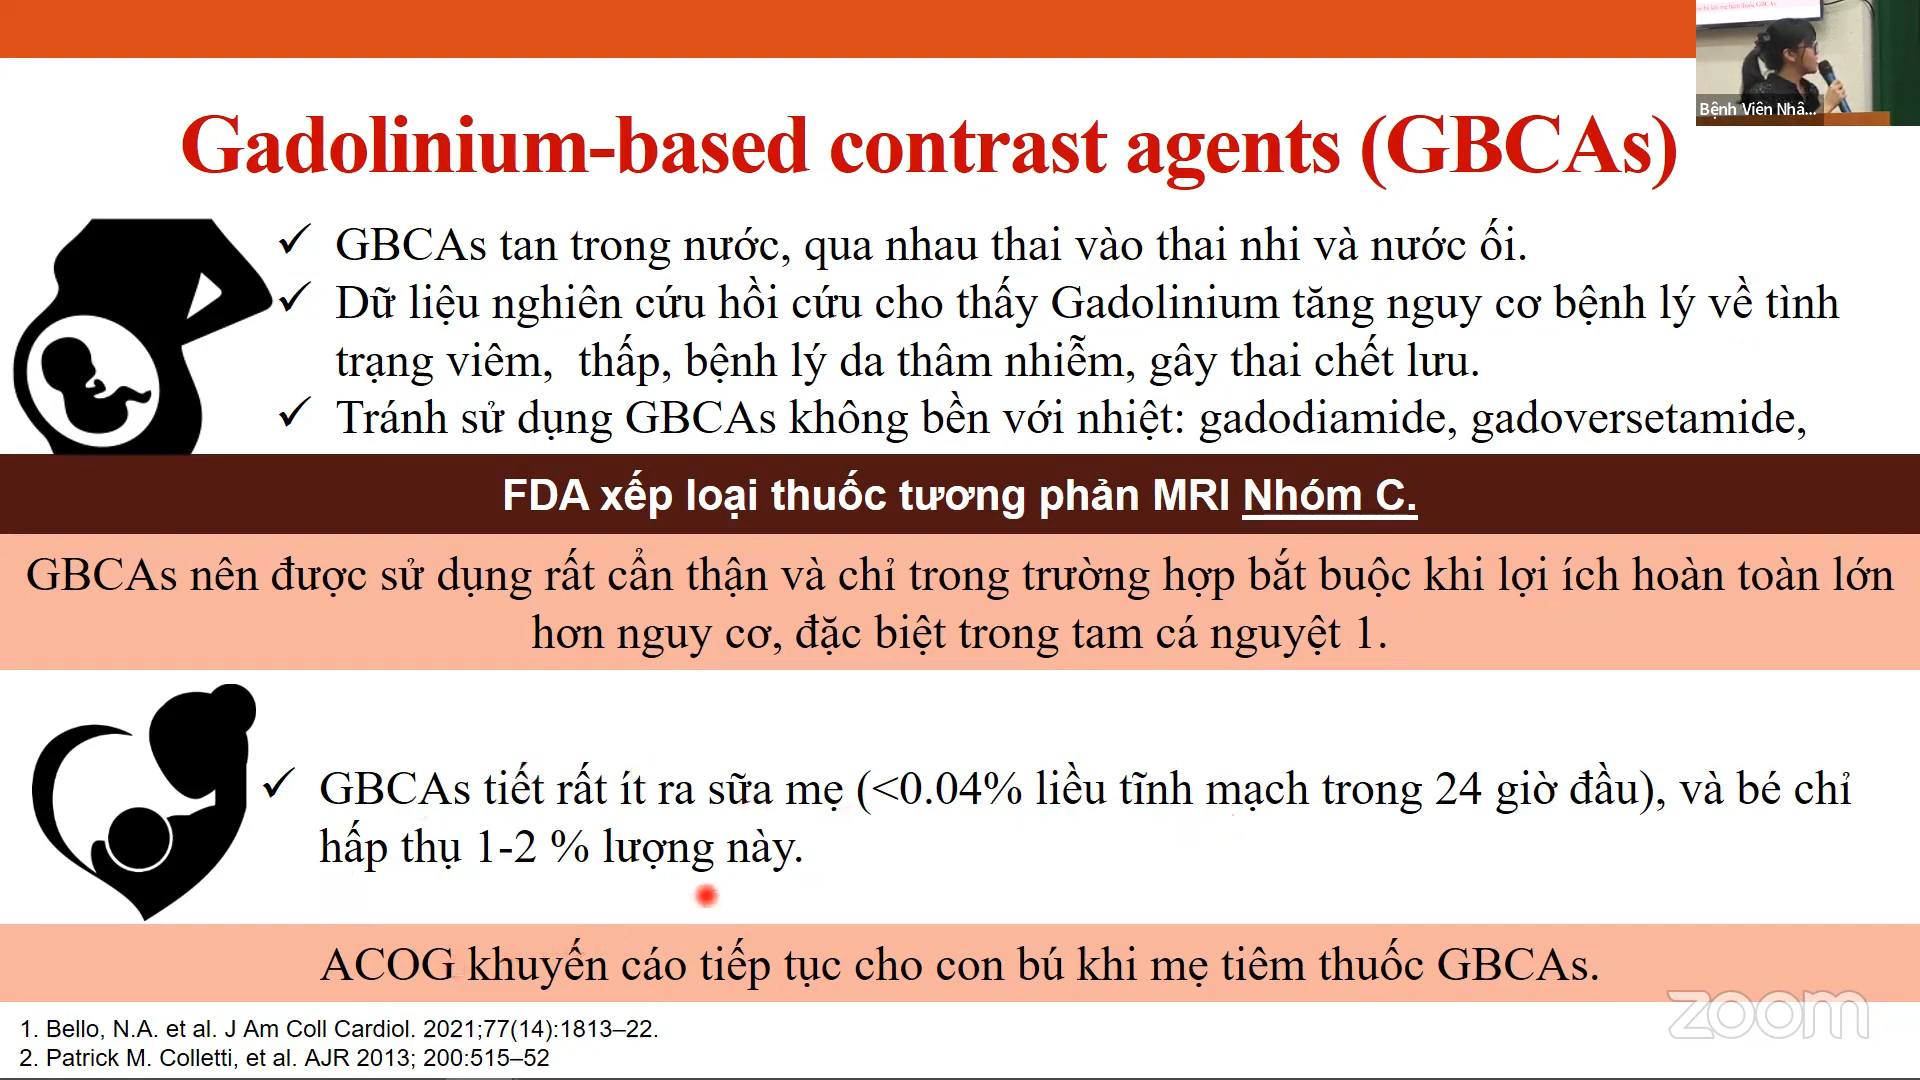 Bệnh Viện Nhâ...
Gadolinium-based contrast agents (GBCAs)
✓ GBCAs tan trong nước, qua nhau thai vào thai nhi và nước ối.
✓ Dữ liệu nghiên cứu hồi cứu cho thấy Gadolinium tăng nguy cơ bệnh lý về tình
trạng viêm, thấp, bệnh lý da thâm nhiễm, gây thai chết lưu.
✓ Tránh sử dụng GBCAs không bền với nhiệt: gadodiamide, gadoversetamide,
FDA xếp loại thuốc tương phản MRI Nhóm C.
GBCAs nên được sử dụng rất cẩn thận và chỉ trong trường hợp bắt buộc khi lợi ích hoàn toàn lớn
hơn nguy cơ, đặc biệt trong tam cá nguyệt 1.
✓ GBCAs tiết rất ít ra sữa mẹ (<0.04% liều tĩnh mạch trong 24 giờ đầu), và bé chỉ
hấp thụ 1-2 % lượng này.
ACOG khuyến cáo tiếp tục cho con bú khi mẹ tiêm thuốc GBCAs.
1. Bello, N.A. et al. J Am Coll Cardiol. 2021;77(14):1813–22.
2. Patrick M. Colletti, et al. AJR 2013; 200:515–52
zoom